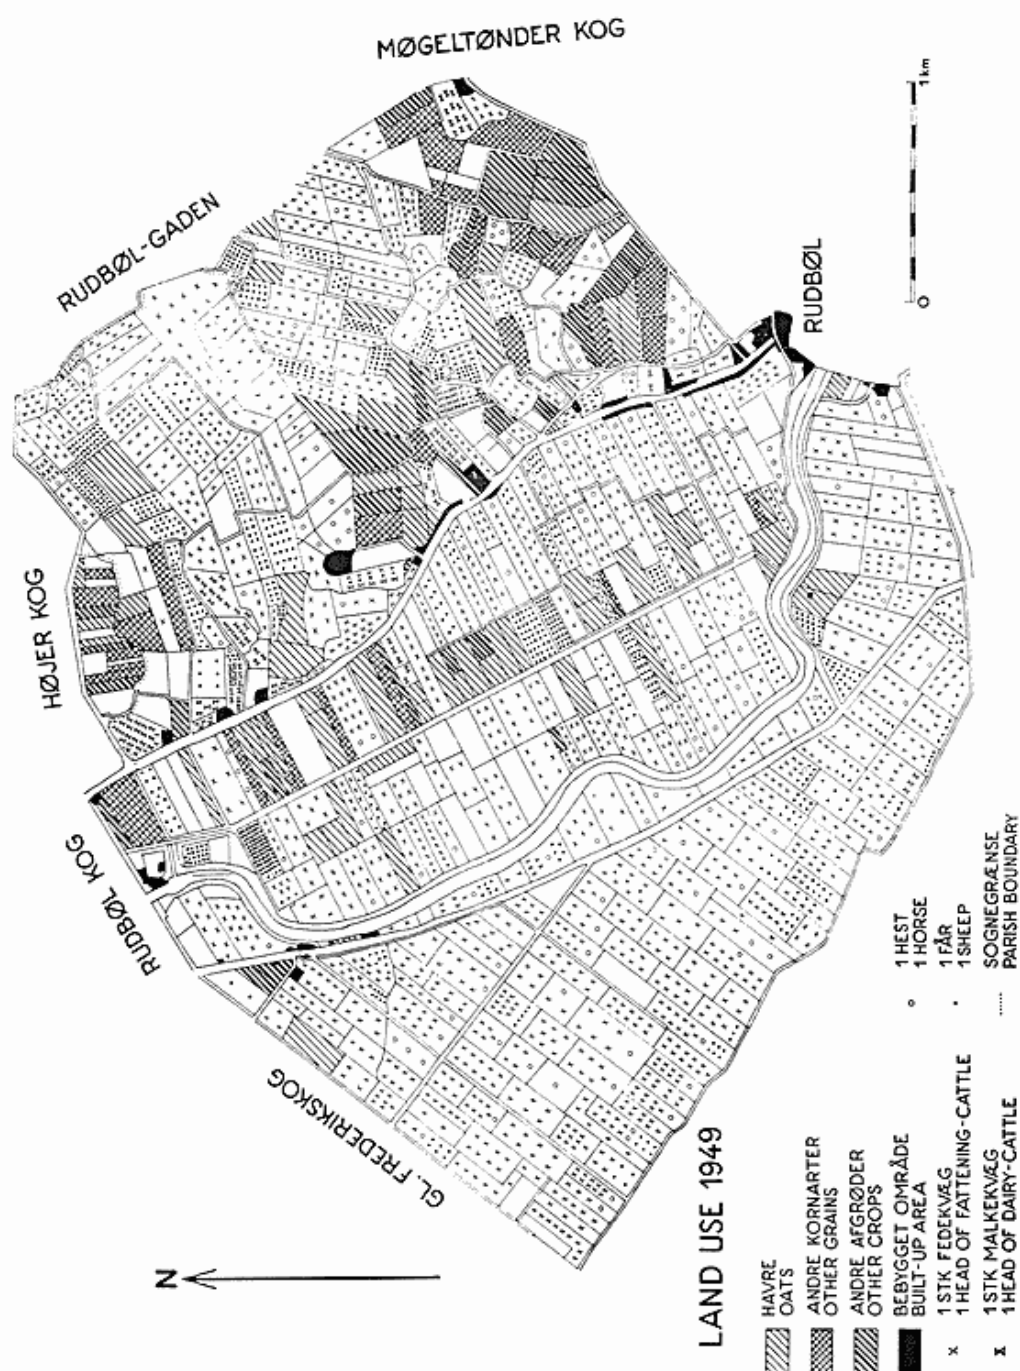 MØGELTØNDER KOG
RUDBØL-GADEN
HØJER KOG
RUDBØL KOG
GL. FREDERIKSKOG
RUDBØL
0
1 km
N
LAND USE 1949
HAVRE
OATS
ANDRE KORNARTER
OTHER GRAINS
ANDRE AFGRØDER
OTHER CROPS
BEBYGGET OMRÅDE
BUILT-UP AREA
x 1 STK FEDEKVÆG
1 HEAD OF FATTENING-CATTLE
1 STK MALKEKVÆG
1 HEAD OF DAIRY-CATTLE
1 HEST
1 HORSE
1 FÅR
1 SHEEP
SOGNEGRÆNSE
PARISH BOUNDARY